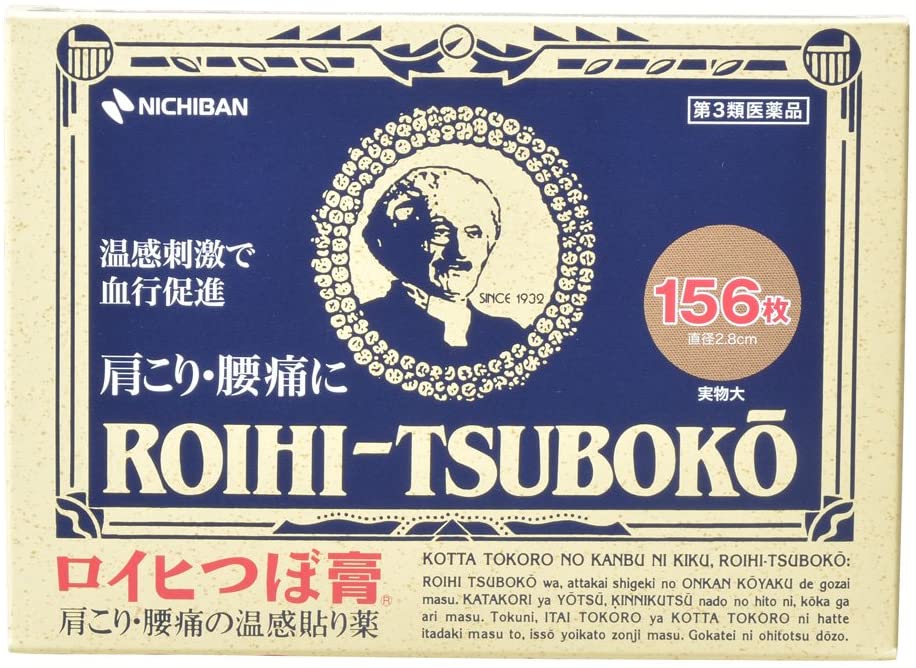 NICHIBAN
第3類医薬品
温感刺激で
血行促進
SINCE 1932
156枚
直径2.8cm
実物大
肩こり・腰痛に
ROIHI-TSUBOKŌ
ロイヒつぼ膏®
肩こり・腰痛の温感貼り薬
KOTTA TOKORO NO KANBU NI KIKU, ROIHI-TSUBOKŌ:
ROIHI TSUBOKŌ wa, attakai shigeki no ONKAN KŌYAKU de gozai
masu. KATAKORI ya YŌTSŪ, KINNIKUTSŪ nado no hito ni, kōka ga
ari masu. Tokuni, ITAI TOKORO ya KOTTA TOKORO ni hatte
itadaki masu to, issō yoikato zonji masu. Gokatei ni ohitotsu dōzo.